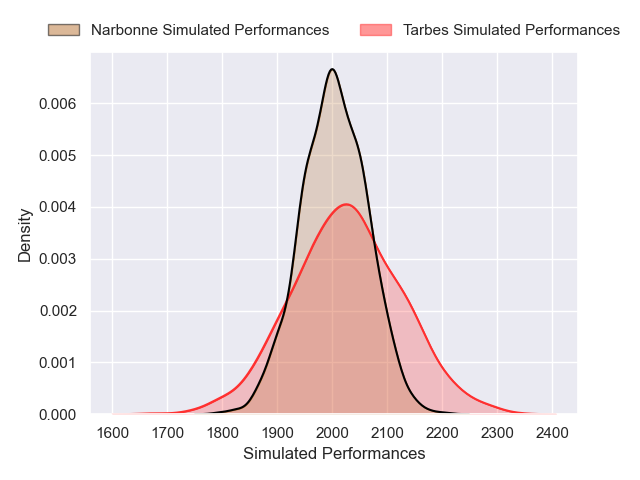 Narbonne Simulated Performances Tarbes Simulated Performances
0.006
0.005
0.004
0.003
0.002
0.001
0.000
Density
1600 1700 1800 1900 2000 2100 2200 2300 2400
Simulated Performances